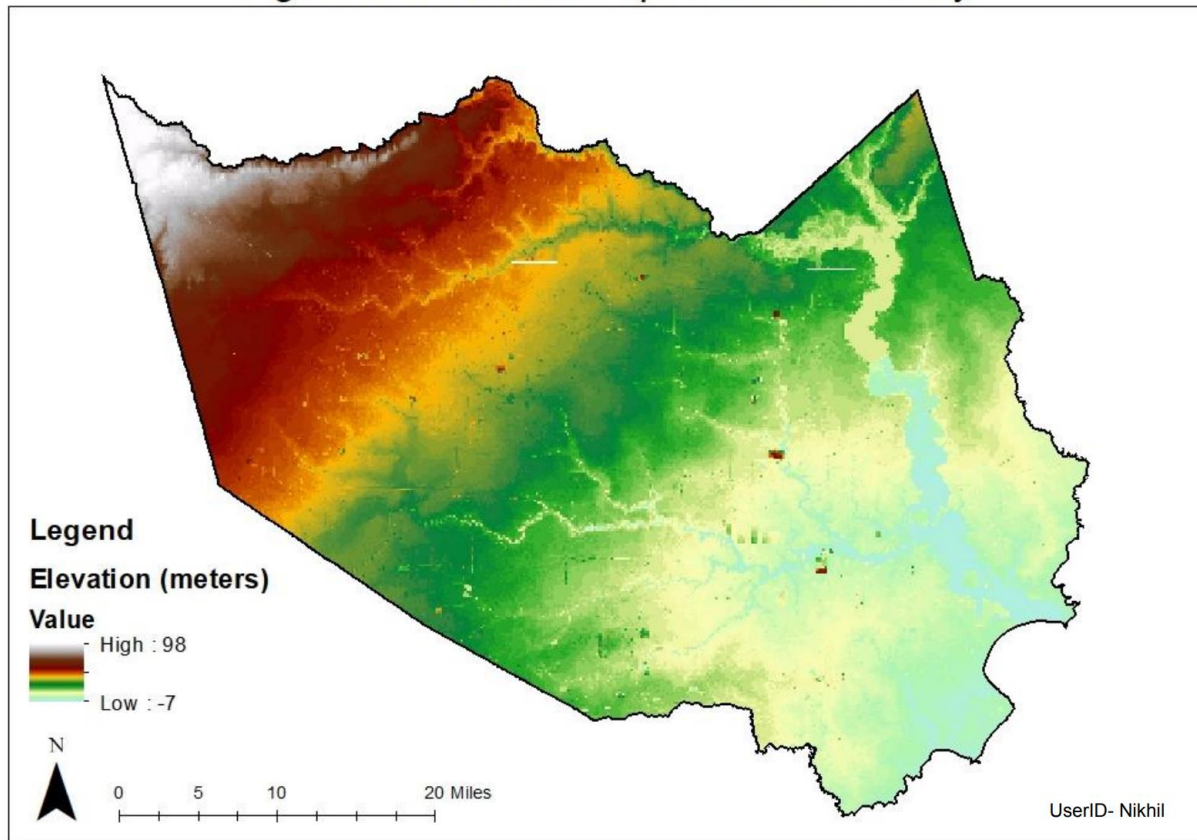 Legend
Elevation (meters)
Value
High : 98
Low : -7
N
0 5 10 20 Miles
UserID- Nikhil